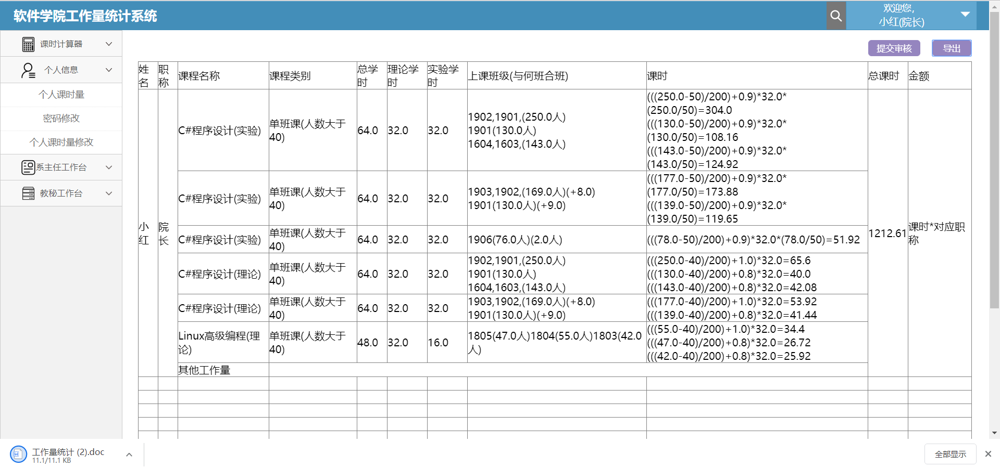 软件学院工作量统计系统
欢迎您,
小红(院长)
课时计算器
个人信息
个人课时量
密码修改
个人课时量修改
系主任工作台
教秘工作台
提交审核
导出
姓
名
职
称
课程名称
课程类别
总学
时
理论学
时
实验学
时
上课班级(与何班合班)
课时
总课时
金额
小
红
院
长
C#程序设计(实验)
单班课(人数大于
40)
64.0
32.0
32.0
1902,1901,(250.0人)
1901(130.0人)
1604,1603,(143.0人)
(((250.0-50)/200)+0.9)*32.0*
(250.0/50)=304.0
(((130.0-50)/200)+0.9)*32.0*
(130.0/50)=108.16
(((143.0-50)/200)+0.9)*32.0*
(143.0/50)=124.92
C#程序设计(实验)
单班课(人数大于
40)
64.0
32.0
32.0
1903,1902,(169.0人)(+8.0)
1901(130.0人)(+9.0)
(((177.0-50)/200)+0.9)*32.0*
(177.0/50)=173.88
(((139.0-50)/200)+0.9)*32.0*
(139.0/50)=119.65
C#程序设计(实验)
单班课(人数大于
40)
64.0
32.0
32.0
1906(76.0人)(2.0人)
(((78.0-50)/200)+0.9)*32.0*(78.0/50)=51.92
C#程序设计(理论)
单班课(人数大于
40)
64.0
32.0
32.0
1902,1901,(250.0人)
1901(130.0人)
1604,1603,(143.0人)
(((250.0-40)/200)+1.0)*32.0=65.6
(((130.0-40)/200)+0.8)*32.0=40.0
(((143.0-40)/200)+0.8)*32.0=42.08
C#程序设计(理论)
单班课(人数大于
40)
64.0
32.0
32.0
1903,1902,(169.0人)(+8.0)
1901(130.0人)(+9.0)
(((177.0-40)/200)+1.0)*32.0=53.92
(((139.0-40)/200)+0.8)*32.0=41.44
Linux高级编程(理
论)
单班课(人数大于
40)
48.0
32.0
16.0
1805(47.0人)1804(55.0人)1803(42.0
人)
(((55.0-40)/200)+1.0)*32.0=34.4
(((47.0-40)/200)+0.8)*32.0=26.72
(((42.0-40)/200)+0.8)*32.0=25.92
其他工作量
1212.61
课时*对应职
称
工作量统计 (2).doc
11.1/11.1 KB
全部显示